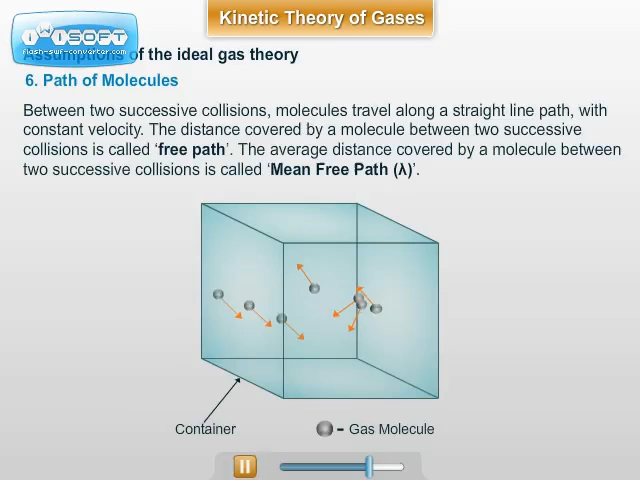 Kinetic Theory of Gases
iWiSOFT
flash-swf-converter.com
Assumptions of the ideal gas theory
6. Path of Molecules
Between two successive collisions, molecules travel along a straight line path, with
constant velocity. The distance covered by a molecule between two successive
collisions is called ‘free path’. The average distance covered by a molecule between
two successive collisions is called ‘Mean Free Path (λ)’.
Container
– Gas Molecule